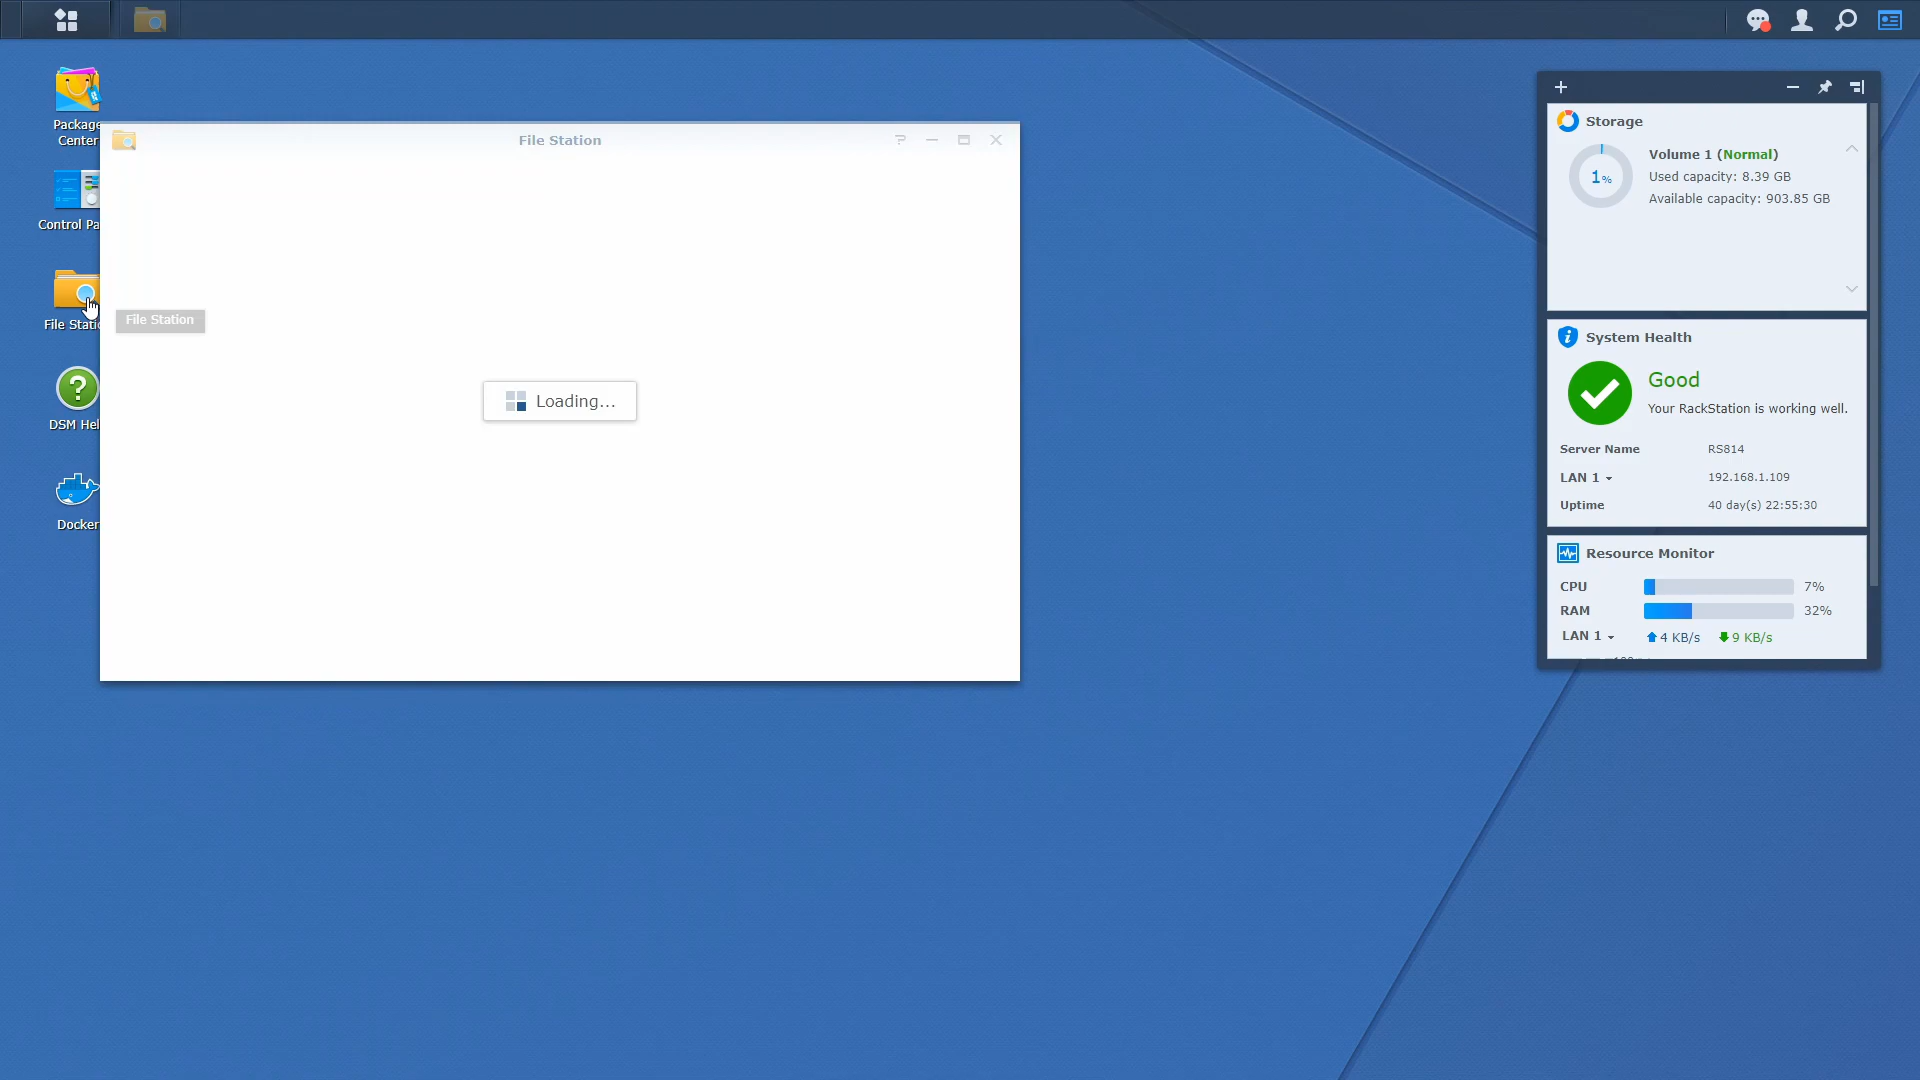 Package
Center
Control Pa
File Statio
DSM Hel
Docker
File Station
File Station
Loading...
Storage
1%
Volume 1 (Normal)
Used capacity: 8.39 GB
Available capacity: 903.85 GB
System Health
Good
Your RackStation is working well.
Server Name RS814
LAN 1 192.168.1.109
Uptime 40 day(s) 22:55:30
Resource Monitor
CPU 7%
RAM 32%
LAN 1 4 KB/s 9 KB/s